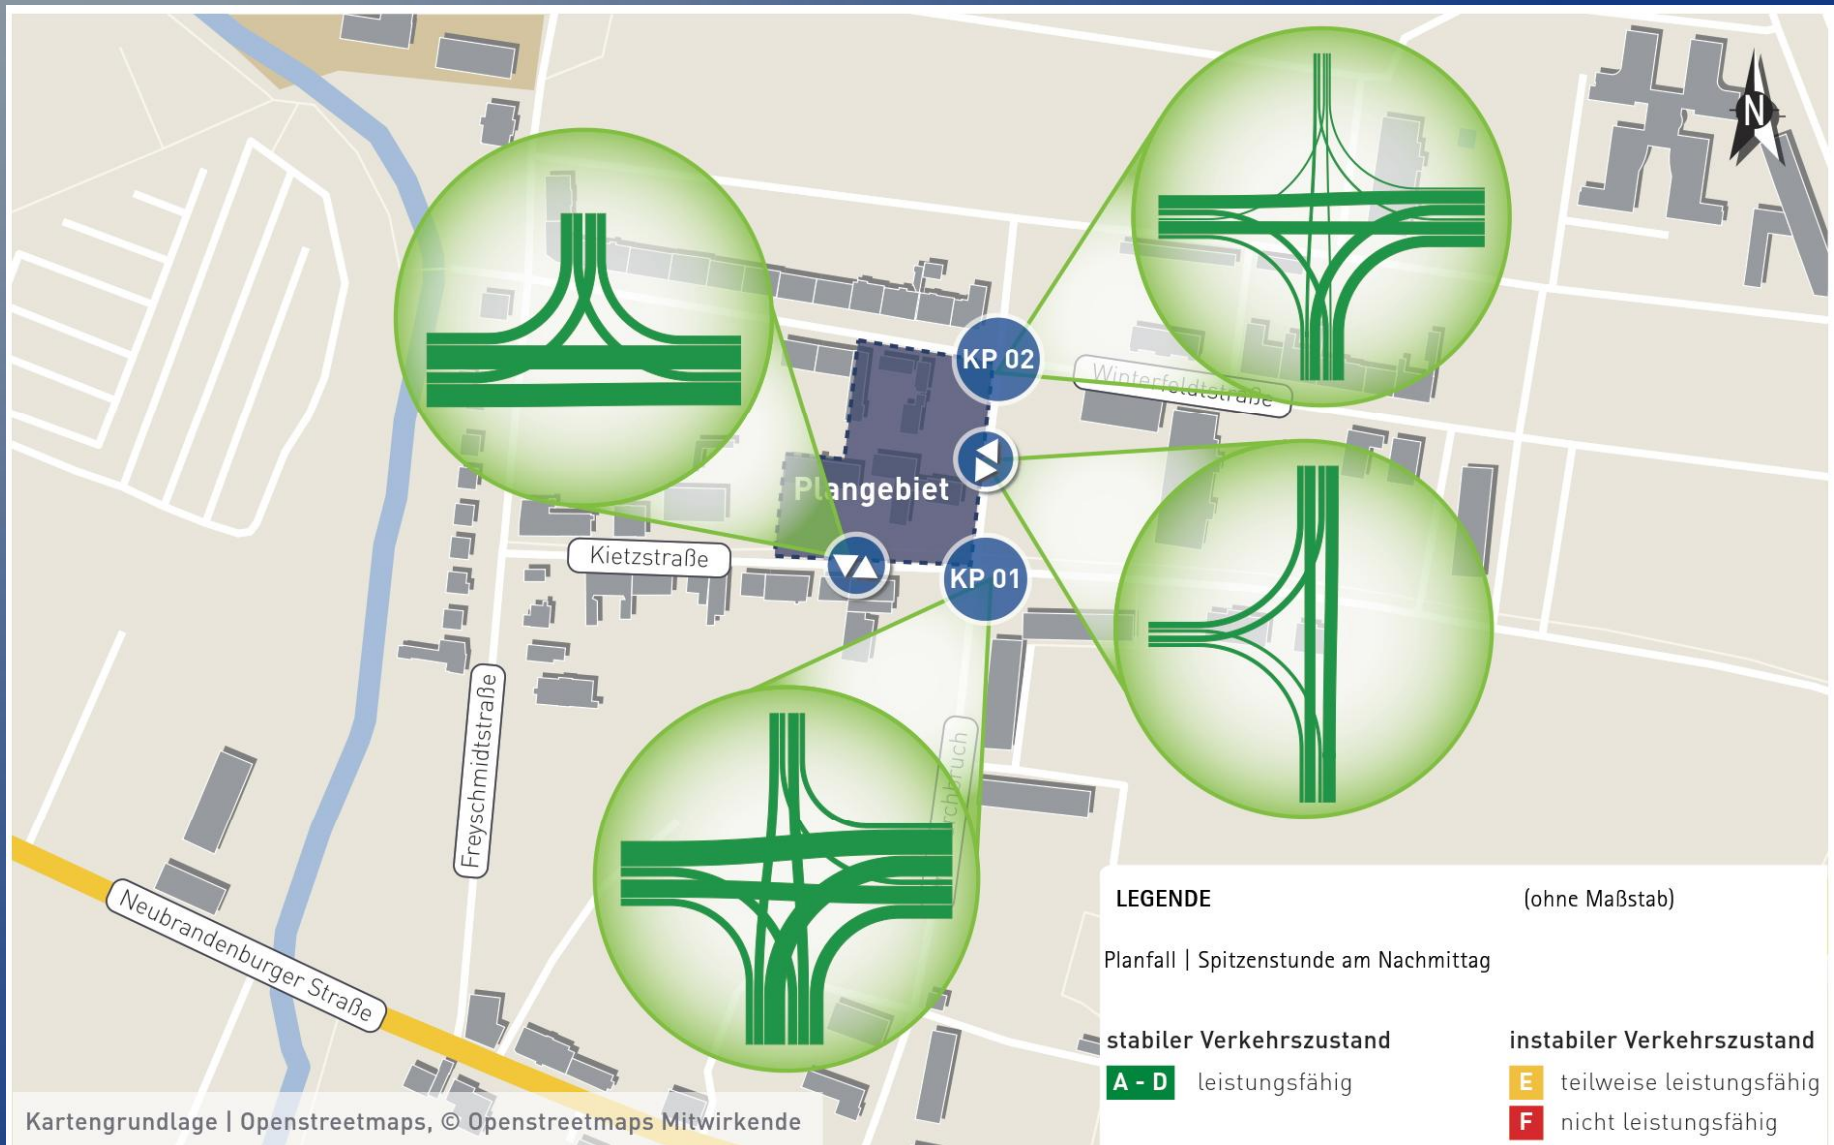 N
KP 02
Winterfeldtstraße
Plangebiet
Kietzstraße
KP 01
Freyschmidtstraße
Neubrandenburger Straße
LEGENDE
(ohne Maßstab)
Planfall | Spitzenstunde am Nachmittag
stabiler Verkehrszustand
A - D leistungsfähig
instabiler Verkehrszustand
E teilweise leistungsfähig
F nicht leistungsfähig
Kartengrundlage | Openstreetmaps, © Openstreetmaps Mitwirkende